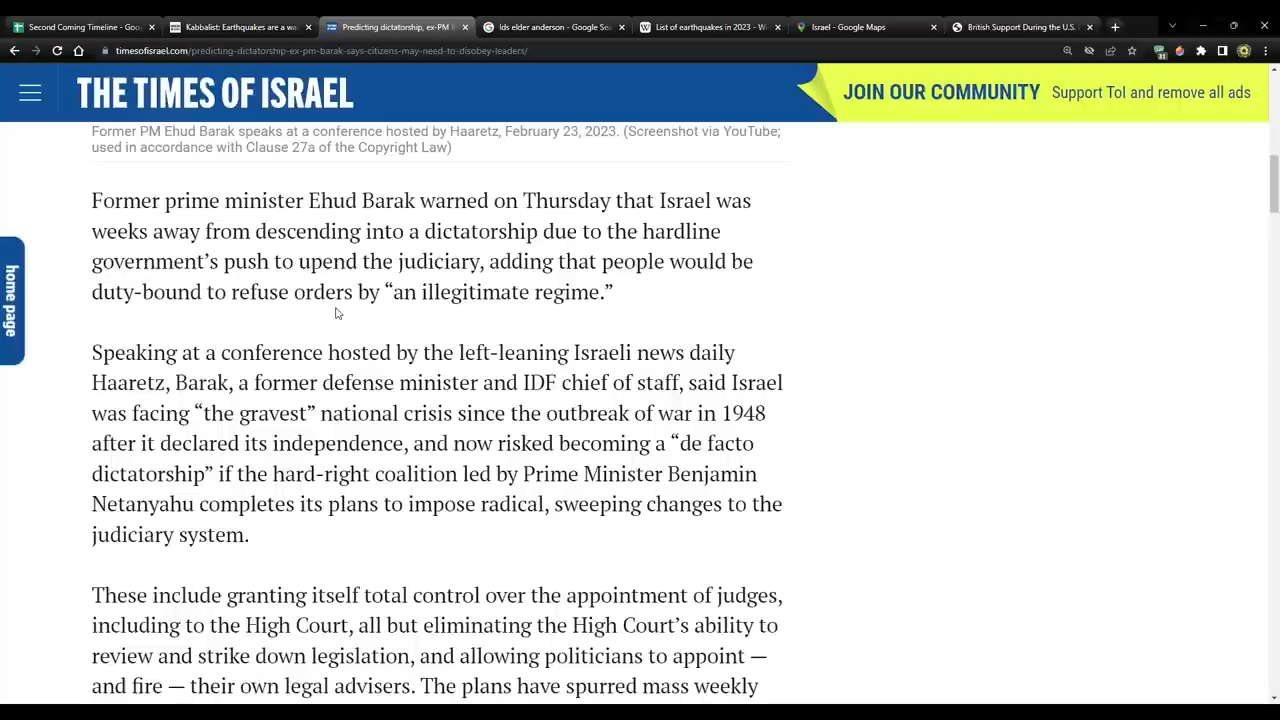 Second Coming Timeline - Goo
Kabbalist: Earthquakes are a wa
Predicting dictatorship, ex-PM
lds elder anderson - Google Sea
List of earthquakes in 2023 - W
Israel - Google Maps
British Support During the U.S.
timesofisrael.com/predicting-dictatorship-ex-pm-barak-says-citizens-may-need-to-disobey-leaders/
THE TIMES OF ISRAEL
JOIN OUR COMMUNITY Support ToI and remove all ads
Former PM Ehud Barak speaks at a conference hosted by Haaretz, February 23, 2023. (Screenshot via YouTube;
used in accordance with Clause 27a of the Copyright Law)
home page
Former prime minister Ehud Barak warned on Thursday that Israel was
weeks away from descending into a dictatorship due to the hardline
government’s push to upend the judiciary, adding that people would be
duty-bound to refuse orders by “an illegitimate regime.”
Speaking at a conference hosted by the left-leaning Israeli news daily
Haaretz, Barak, a former defense minister and IDF chief of staff, said Israel
was facing “the gravest” national crisis since the outbreak of war in 1948
after it declared its independence, and now risked becoming a “de facto
dictatorship” if the hard-right coalition led by Prime Minister Benjamin
Netanyahu completes its plans to impose radical, sweeping changes to the
judiciary system.
These include granting itself total control over the appointment of judges,
including to the High Court, all but eliminating the High Court’s ability to
review and strike down legislation, and allowing politicians to appoint —
and fire — their own legal advisers. The plans have spurred mass weekly